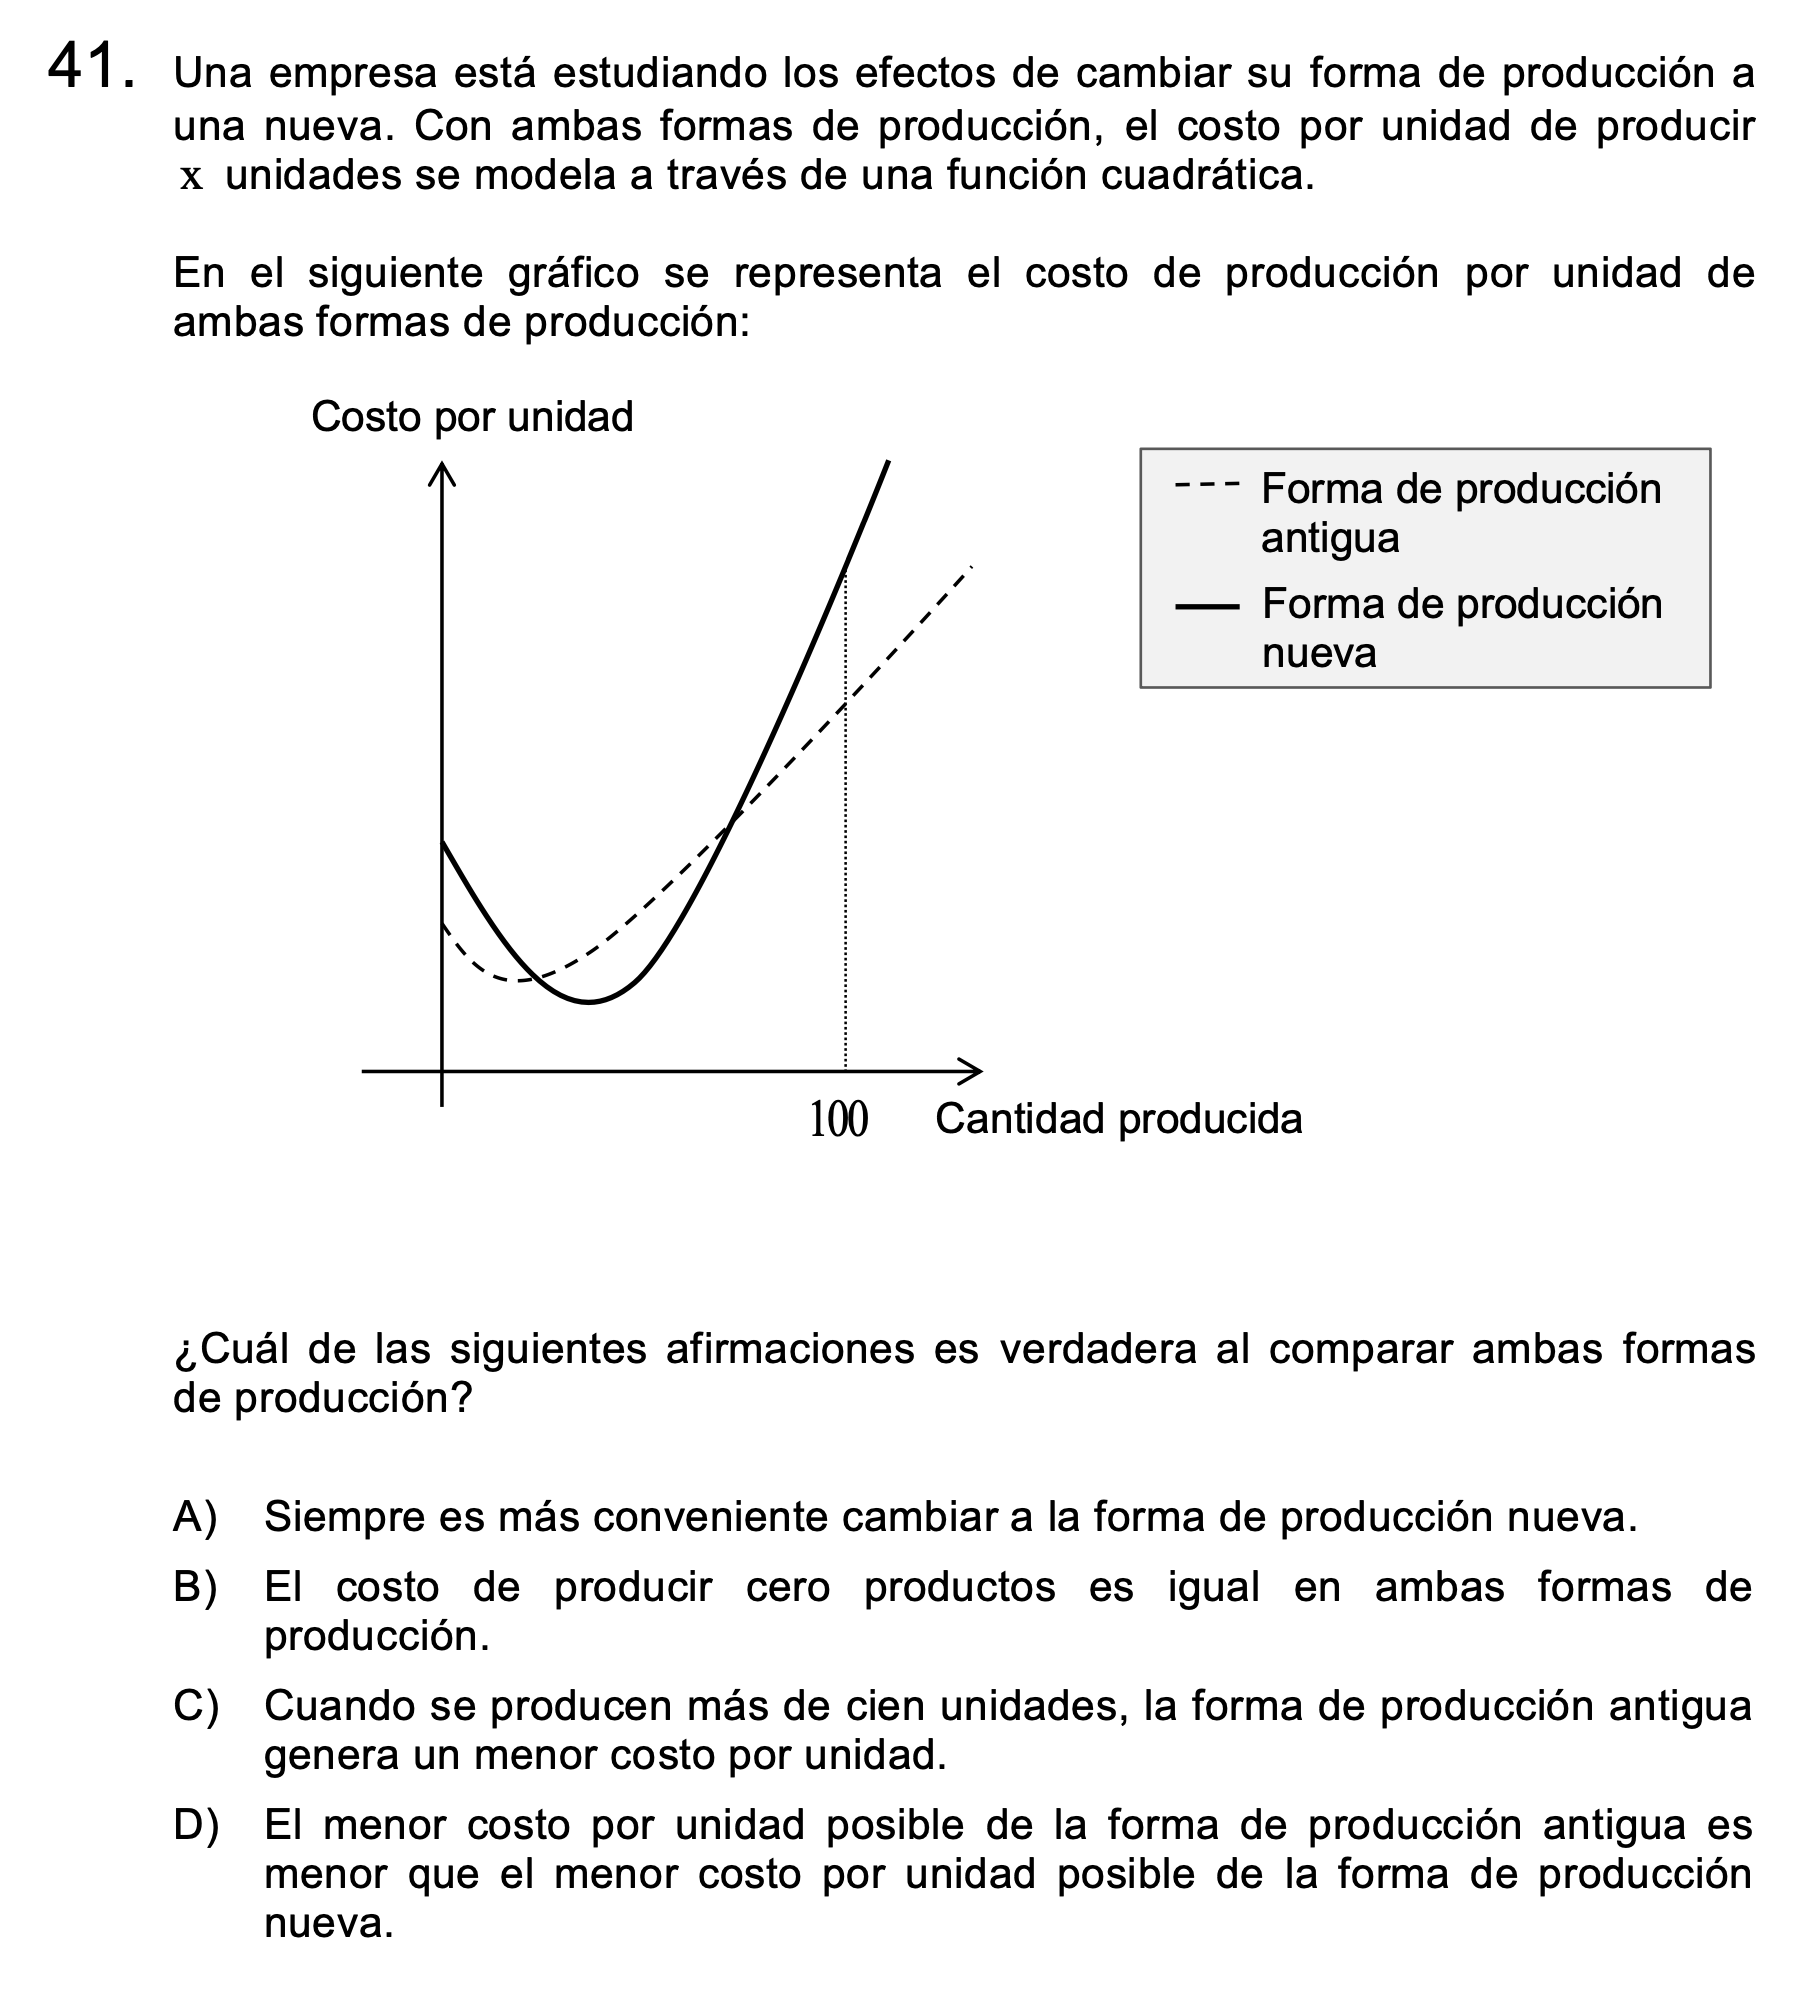 41. Una empresa está estudiando los efectos de cambiar su forma de producción a
una nueva. Con ambas formas de producción, el costo por unidad de producir
x unidades se modela a través de una función cuadrática.
En el siguiente gráfico se representa el costo de producción por unidad de
ambas formas de producción:
Costo por unidad
Forma de producción
antigua
Forma de producción
nueva
100 Cantidad producida
¿Cuál de las siguientes afirmaciones es verdadera al comparar ambas formas
de producción?
A) Siempre es más conveniente cambiar a la forma de producción nueva.
B) El costo de producir cero productos es igual en ambas formas de
producción.
C) Cuando se producen más de cien unidades, la forma de producción antigua
genera un menor costo por unidad.
D) El menor costo por unidad posible de la forma de producción antigua es
menor que el menor costo por unidad posible de la forma de producción
nueva.